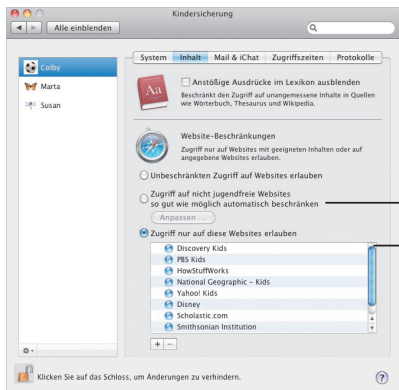 Kindersicherung
Alle einblenden
System Inhalt Mail & iChat Zugriffszeiten Protokolle
Colby
Marta
Susan
Aa
Anstößige Ausdrücke im Lexikon ausblenden
Beschränkt den Zugriff auf unangemessene Inhalte in Quellen
wie Wörterbuch, Thesaurus und Wikipedia.
Website-Beschränkungen
Zugriff nur auf Websites mit geeigneten Inhalten oder auf
angegebene Websites erlauben.
Unbeschränkten Zugriff auf Websites erlauben
Zugriff auf nicht jugendfreie Websites
so gut wie möglich automatisch beschränken
Anpassen ...
Zugriff nur auf diese Websites erlauben
Discovery Kids
PBS Kids
HowStuffWorks
National Geographic - Kids
Yahoo! Kids
Disney
Scholastic.com
Smithsonian Institution
+ -
Klicken Sie auf das Schloss, um Änderungen zu verhindern.
?